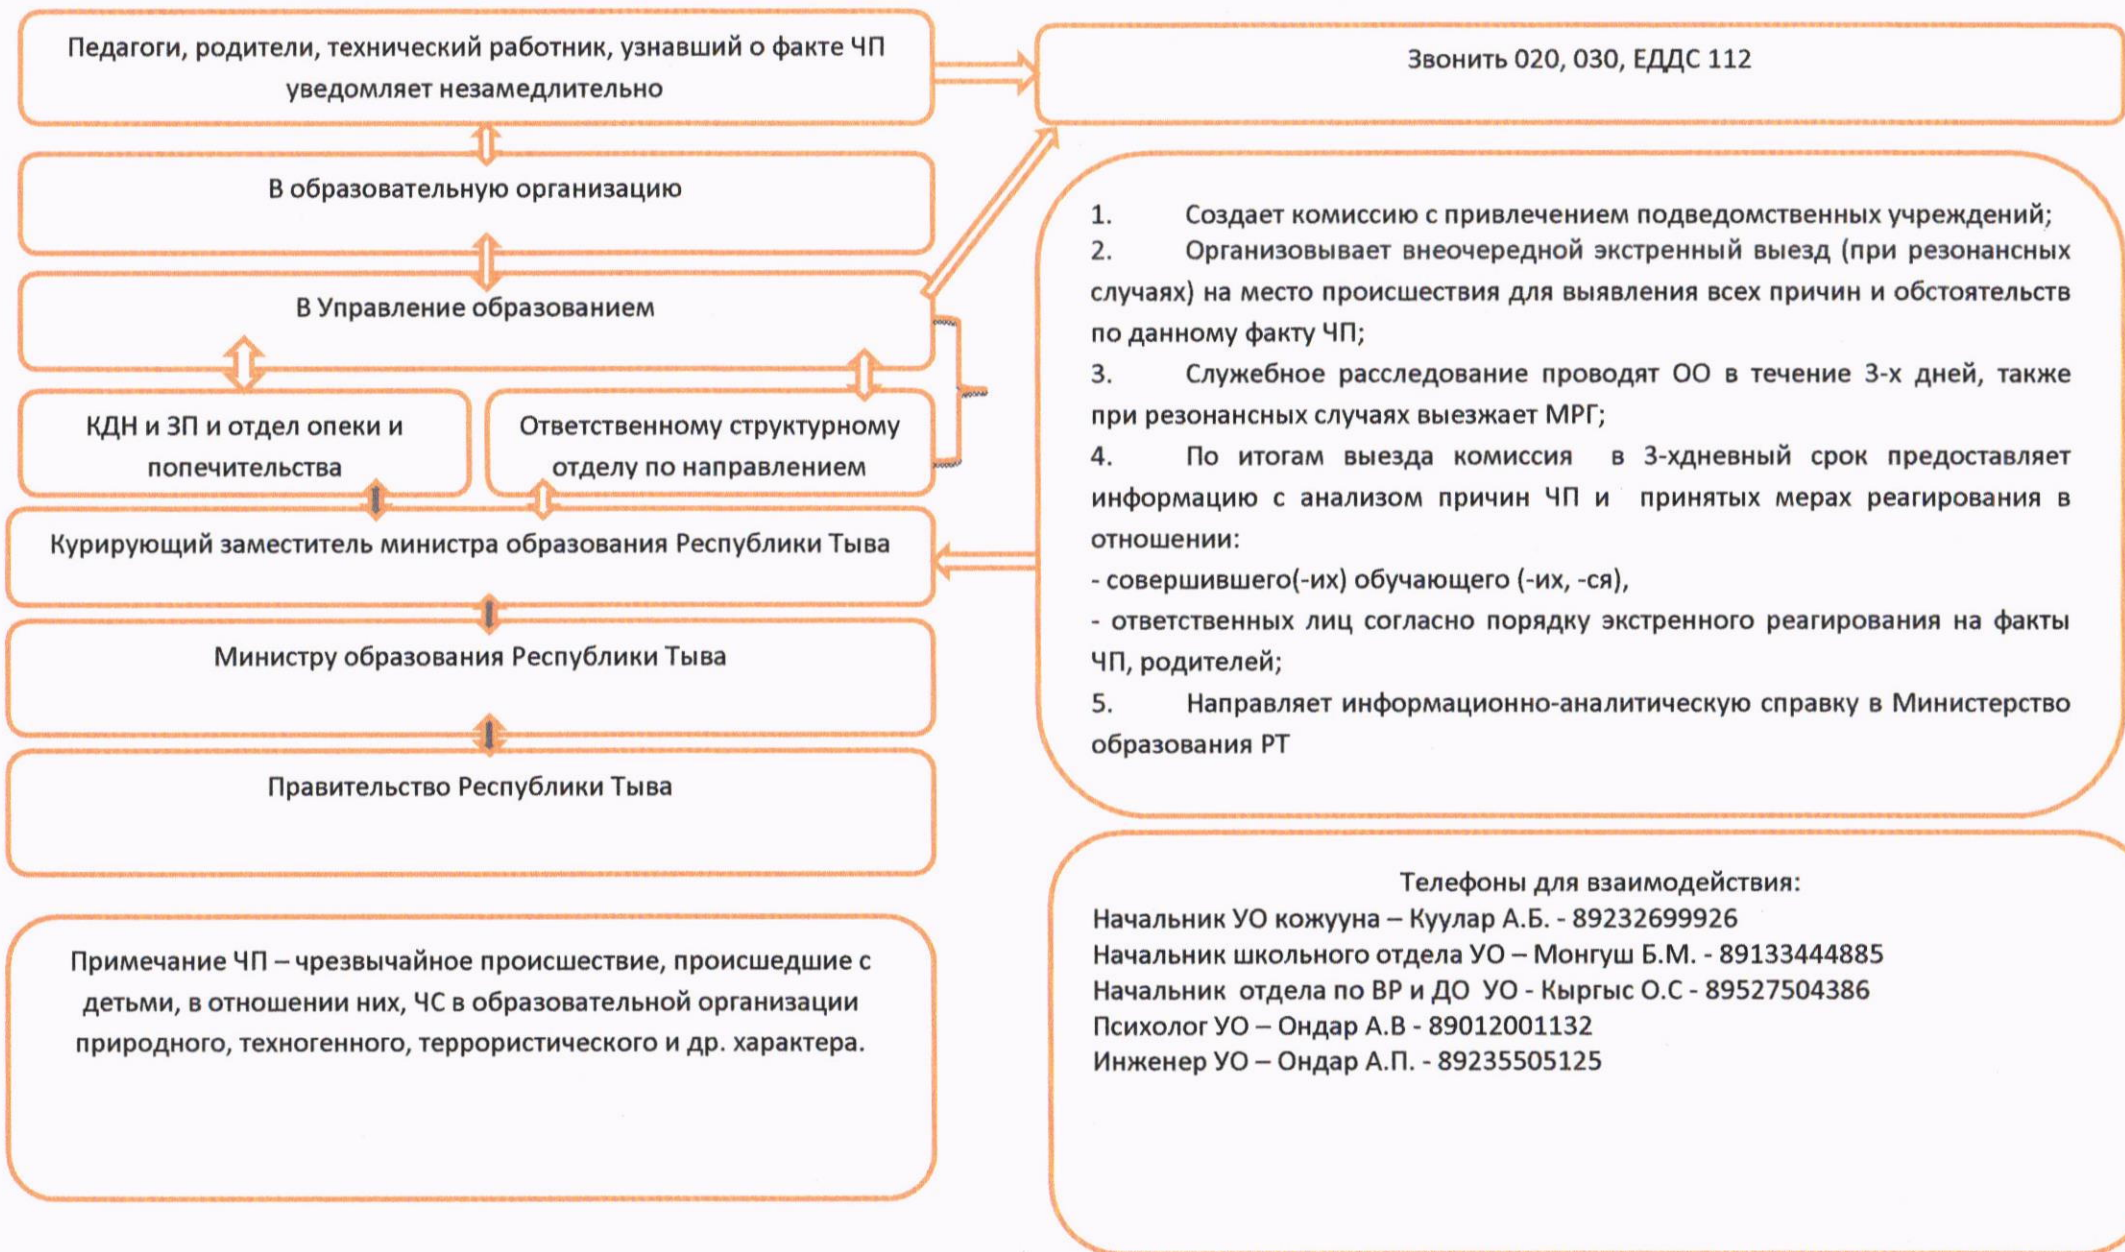 Педагоги, родители, технический работник, узнавший о факте ЧП
уведомляет незамедлительно
Звонить 020, 030, ЕДДС 112
В образовательную организацию
В Управление образованием
КДН и ЗП и отдел опеки и
попечительства
Ответственному структурному
отделу по направлением
Курирующий заместитель министра образования Республики Тыва
Министру образования Республики Тыва
Правительство Республики Тыва
Примечание ЧП – чрезвычайное происшествие, происшедшие с
детьми, в отношении них, ЧС в образовательной организации
природного, техногенного, террористического и др. характера.
1. Создает комиссию с привлечением подведомственных учреждений;
2. Организовывает внеочередной экстренный выезд (при резонансных
случаях) на место происшествия для выявления всех причин и обстоятельств
по данному факту ЧП;
3. Служебное расследование проводят ОО в течение 3-х дней, также
при резонансных случаях выезжает МРГ;
4. По итогам выезда комиссия в 3-хдневный срок предоставляет
информацию с анализом причин ЧП и принятых мерах реагирования в
отношении:
- совершившего(-их) обучающего (-их, -ся),
- ответственных лиц согласно порядку экстренного реагирования на факты
ЧП, родителей;
5. Направляет информационно-аналитическую справку в Министерство
образования РТ
Телефоны для взаимодействия:
Начальник УО кожууна – Куулар А.Б. - 89232699926
Начальник школьного отдела УО – Монгуш Б.М. - 89133444885
Начальник отдела по ВР и ДО УО - Кыргыс О.С - 89527504386
Психолог УО – Ондар А.В - 89012001132
Инженер УО – Ондар А.П. - 89235505125